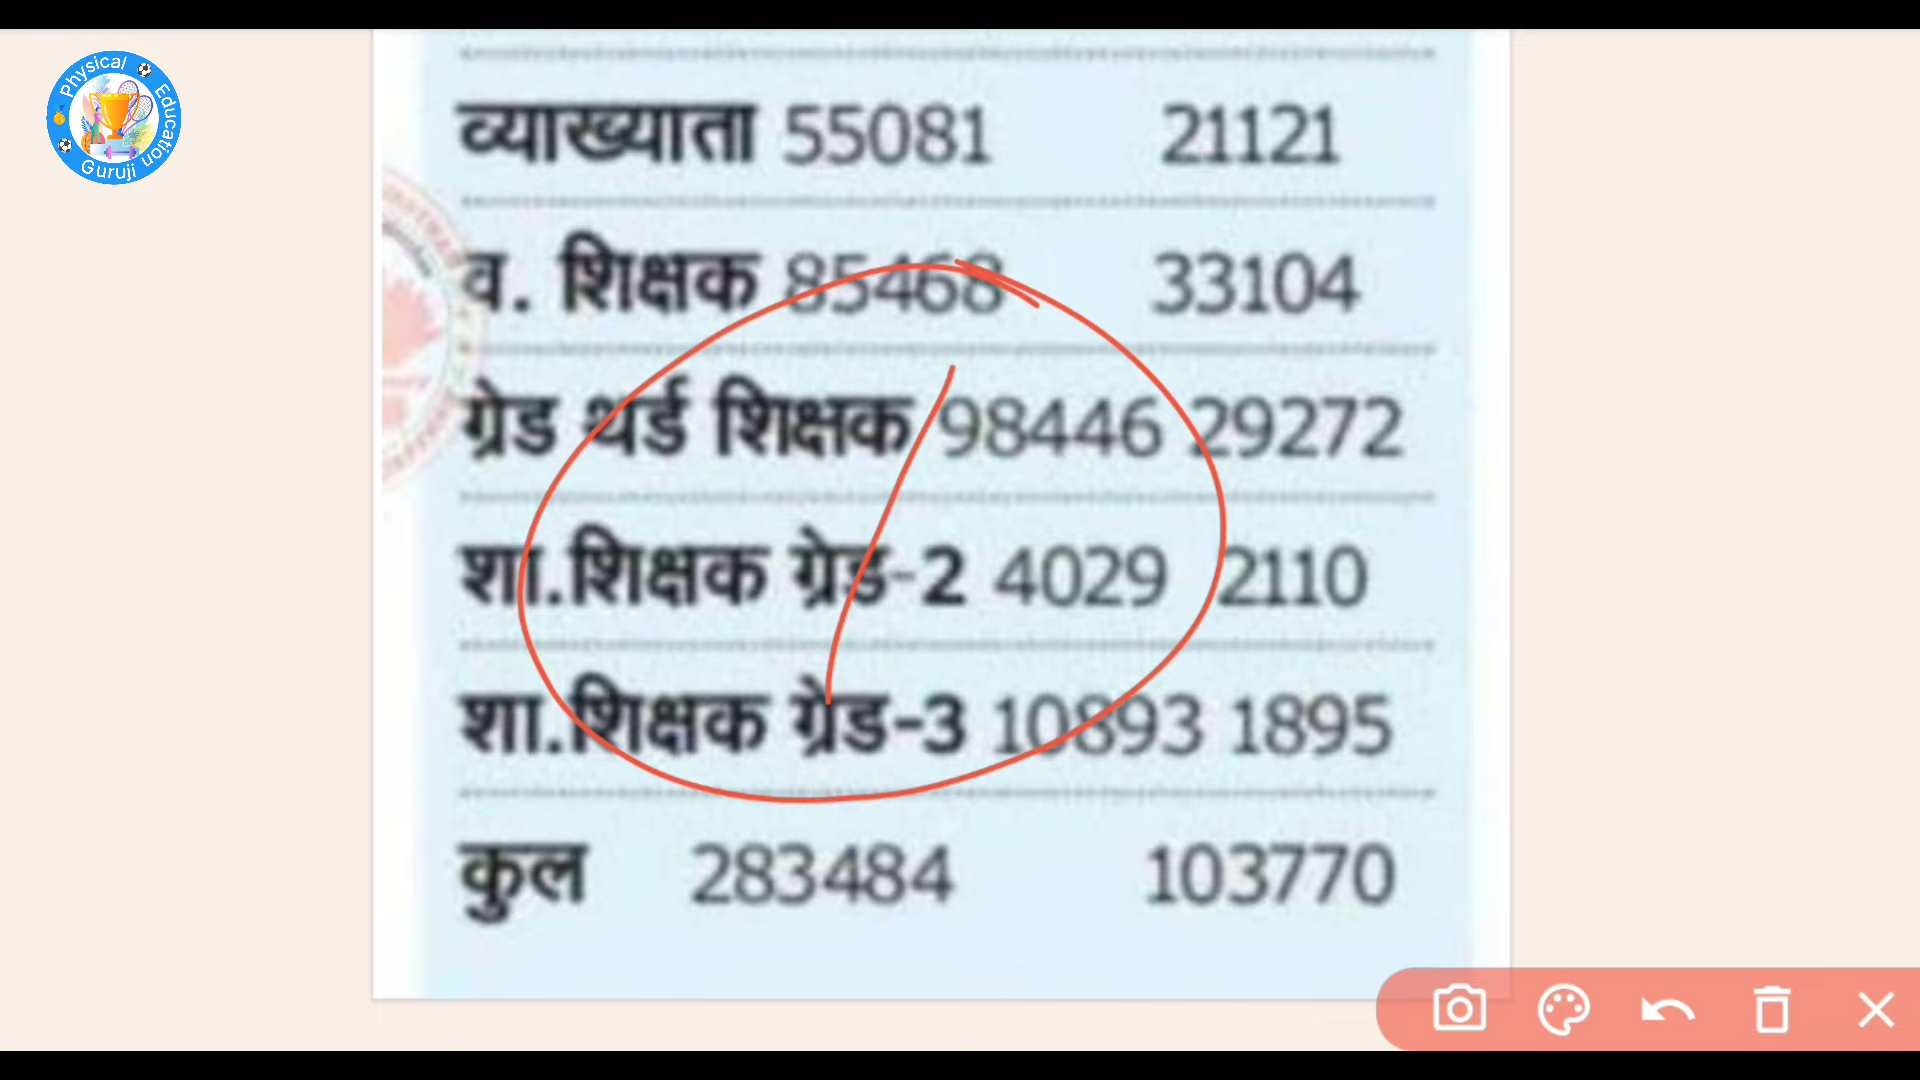 Physical Education Guruji
व्याख्याता 55081 21121
व. शिक्षक 85468 33104
ग्रेड थर्ड शिक्षक 98446 29272
शा.शिक्षक ग्रेड-2 4029 2110
शा.शिक्षक ग्रेड-3 10893 1895
कुल 283484 103770